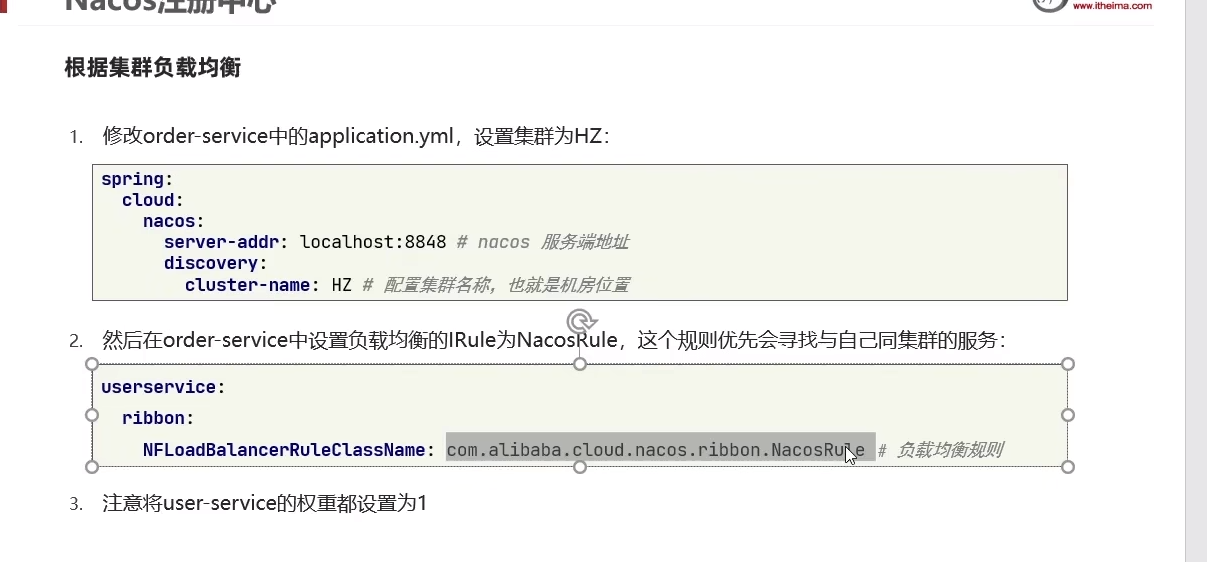 Nacos注册中心
www.itheima.com
根据集群负载均衡
1. 修改order-service中的application.yml，设置集群为HZ：
spring:
  cloud:
    nacos:
      server-addr: localhost:8848 # nacos 服务端地址
      discovery:
        cluster-name: HZ # 配置集群名称，也就是机房位置
2. 然后在order-service中设置负载均衡的IRule为NacosRule，这个规则优先会寻找与自己同集群的服务：
userservice:
  ribbon:
    NFLoadBalancerRuleClassName: com.alibaba.cloud.nacos.ribbon.NacosRule # 负载均衡规则
3. 注意将user-service的权重都设置为1